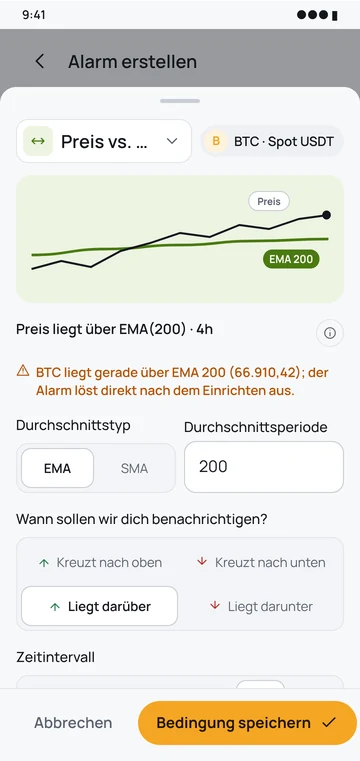 9:41
Alarm erstellen
Preis vs. ...
B BTC · Spot USDT
Preis
EMA 200
Preis liegt über EMA(200) · 4h
BTC liegt gerade über EMA 200 (66.910,42); der
Alarm löst direkt nach dem Einrichten aus.
Durchschnittstyp
Durchschnittsperiode
EMA
SMA
200
Wann sollen wir dich benachrichtigen?
Kreuzt nach oben
Kreuzt nach unten
Liegt darüber
Liegt darunter
Zeitintervall
Abbrechen
Bedingung speichern